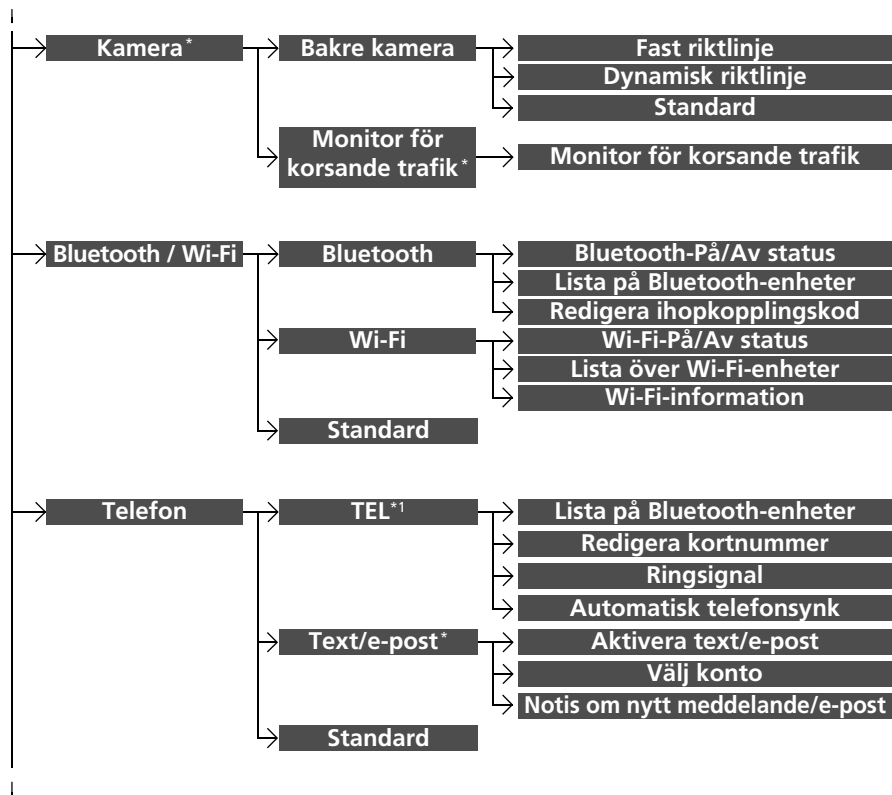 Kamera*
Bakre kamera
Fast riktlinje
Dynamisk riktlinje
Standard
Monitor för
korsande trafik*
Monitor för korsande trafik
Bluetooth / Wi-Fi
Bluetooth
Bluetooth-På/Av status
Lista på Bluetooth-enheter
Redigera ihopkopplingskod
Wi-Fi
Wi-Fi-På/Av status
Lista över Wi-Fi-enheter
Wi-Fi-information
Standard
Telefon
TEL*1
Lista på Bluetooth-enheter
Redigera kortnummer
Ringsignal
Automatisk telefonsynk
Text/e-post*
Aktivera text/e-post
Välj konto
Notis om nytt meddelande/e-post
Standard